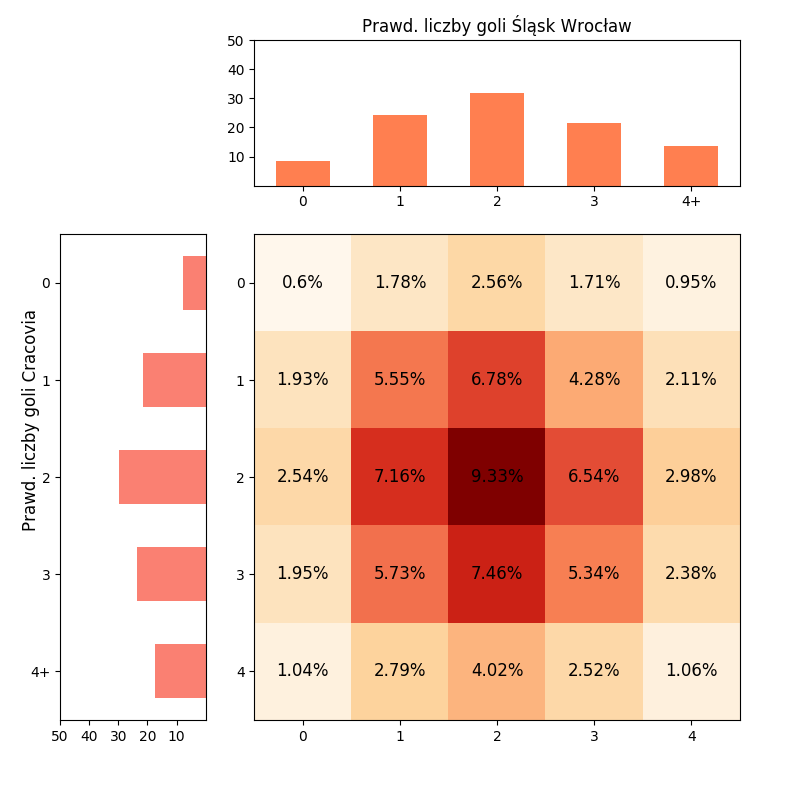 Prawd. liczby goli Śląsk Wrocław
50
40
30
20
10
0 1 2 3 4+
Prawd. liczby goli Cracovia
0
1
2
3
4+
50 40 30 20 10
0 0.6% 1.78% 2.56% 1.71% 0.95%
1 1.93% 5.55% 6.78% 4.28% 2.11%
2 2.54% 7.16% 9.33% 6.54% 2.98%
3 1.95% 5.73% 7.46% 5.34% 2.38%
4 1.04% 2.79% 4.02% 2.52% 1.06%
0 1 2 3 4